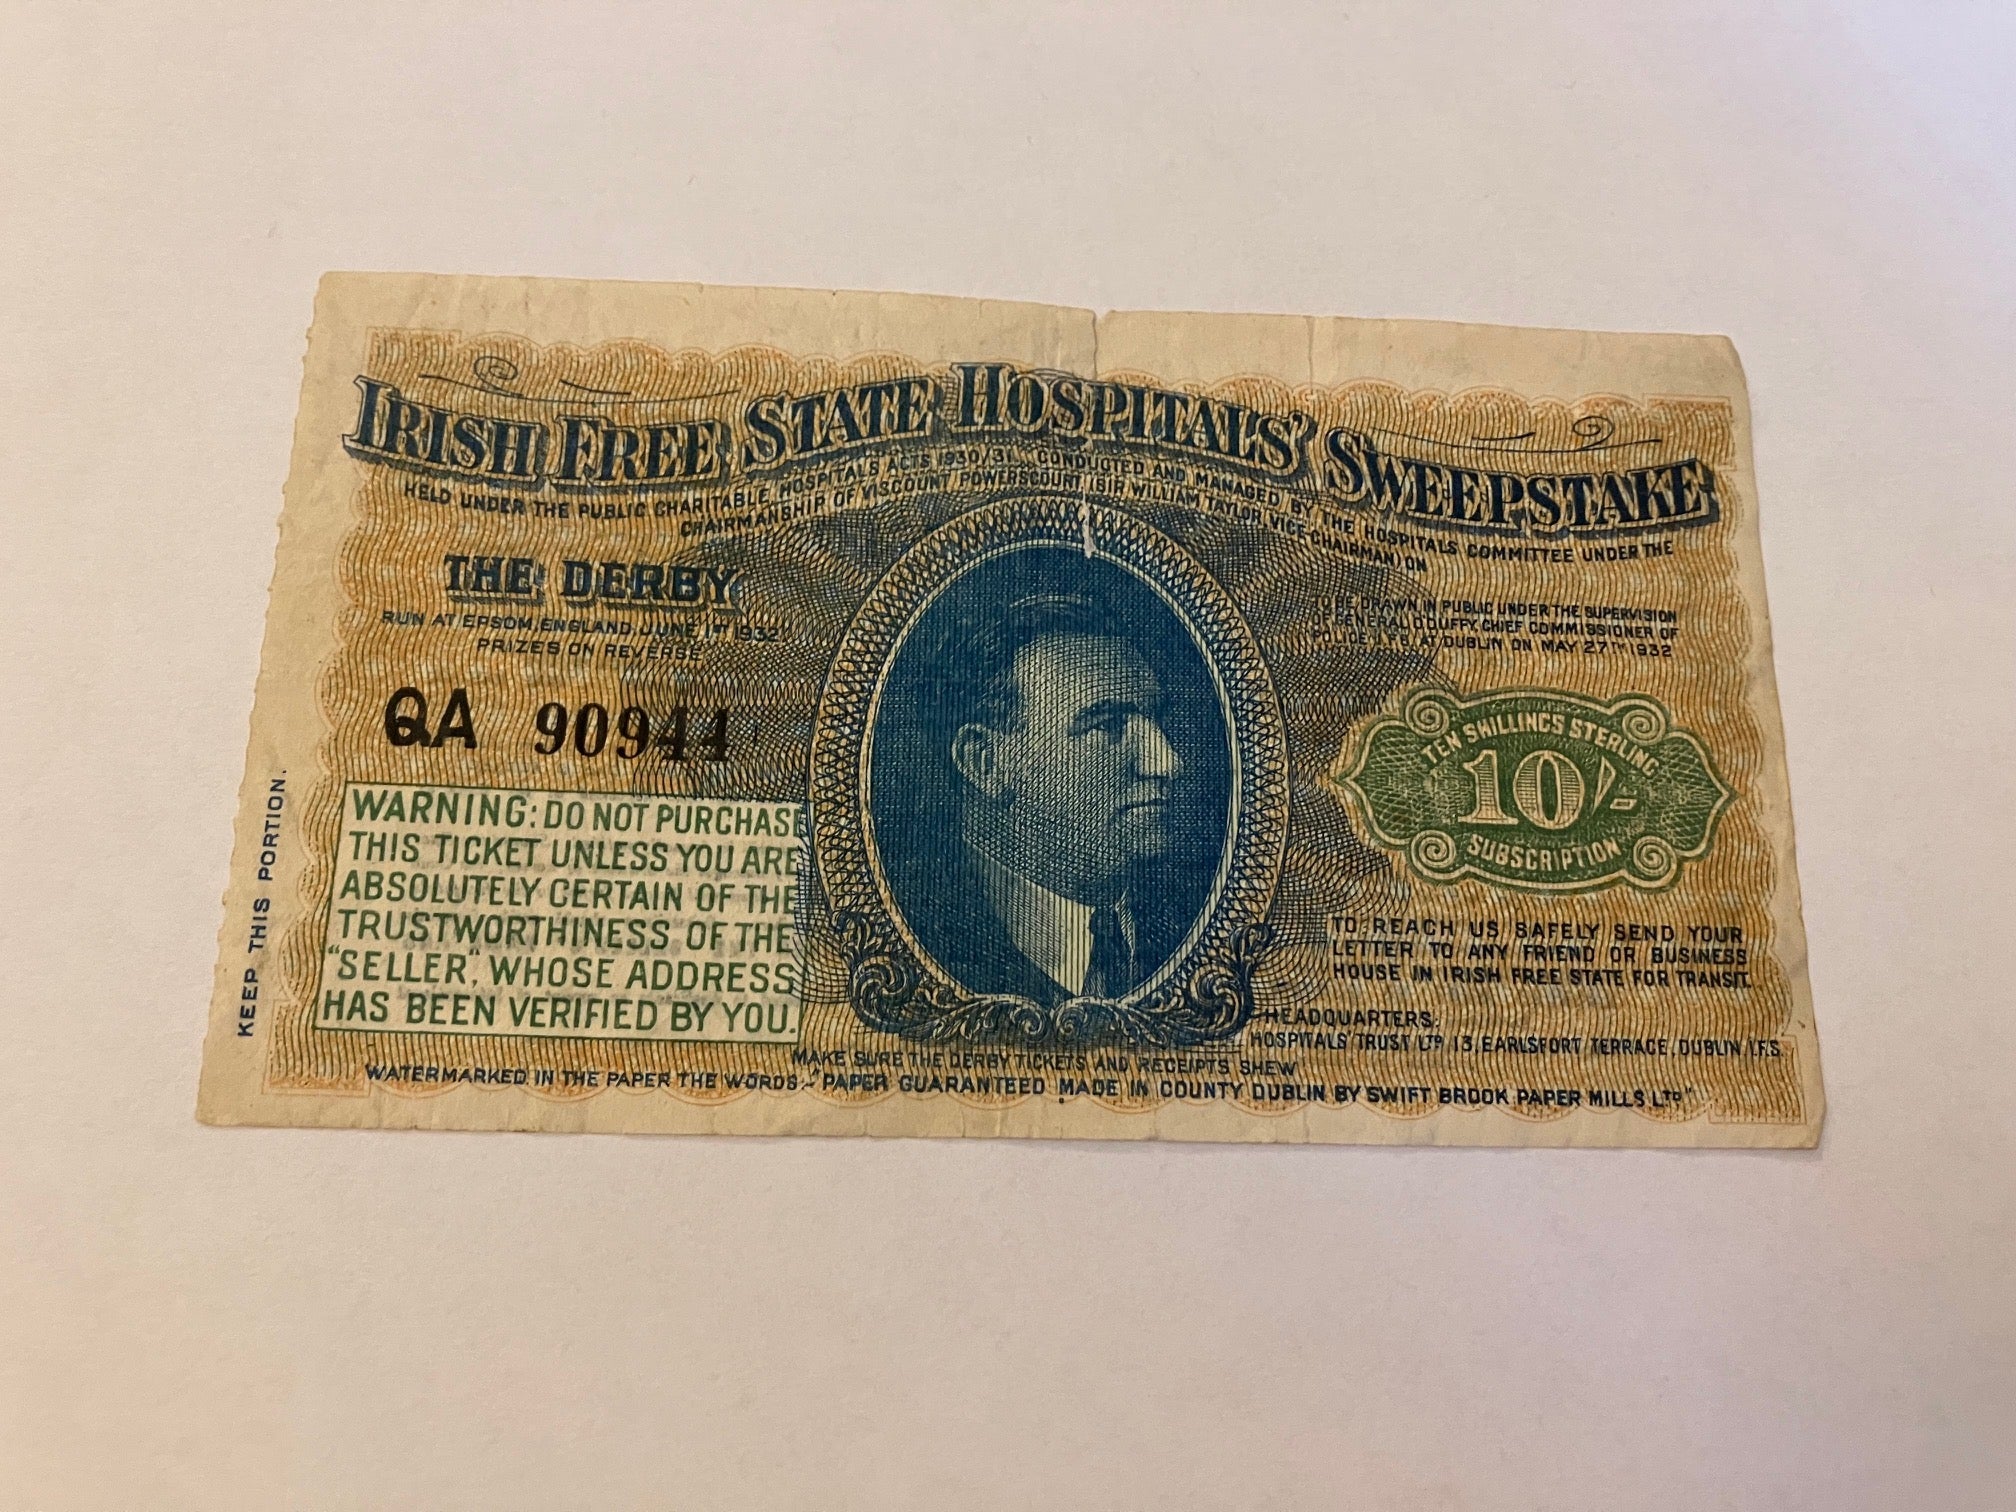 IRISH FREE STATE HOSPITALS' SWEEPSTAKE
HELD UNDER THE PUBLIC CHARITABLE HOSPITALS ACTS 1930/31. CONDUCTED AND MANAGED BY THE HOSPITALS COMMITTEE UNDER THE
CHAIRMANSHIP OF VISCOUNT POWERSCOURT (SIR WILLIAM TAYLOR VICE CHAIRMAN) ON
THE DERBY
RUN AT EPSOM, ENGLAND, JUNE 1ST 1932.
PRIZES ON REVERSE
TO BE DRAWN IN PUBLIC UNDER THE SUPERVISION
OF GENERAL O'DUFFY, CHIEF COMMISSIONER OF
POLICE I.F.S. AT DUBLIN ON MAY 27TH 1932
QA 90944
TEN SHILLINGS STERLING
10/-
SUBSCRIPTION
WARNING: DO NOT PURCHASE
THIS TICKET UNLESS YOU ARE
ABSOLUTELY CERTAIN OF THE
TRUSTWORTHINESS OF THE
"SELLER", WHOSE ADDRESS
HAS BEEN VERIFIED BY YOU.
KEEP THIS PORTION.
TO REACH US SAFELY SEND YOUR
LETTER TO ANY FRIEND OR BUSINESS
HOUSE IN IRISH FREE STATE FOR TRANSIT.
HEADQUARTERS:
HOSPITALS TRUST LTD 13, EARLSFORT TERRACE, DUBLIN I.F.S.
MAKE SURE THE DERBY TICKETS AND RECEIPTS SHEW
WATERMARKED IN THE PAPER THE WORDS:- "PAPER GUARANTEED MADE IN COUNTY DUBLIN BY SWIFT BROOK PAPER MILLS LTD"